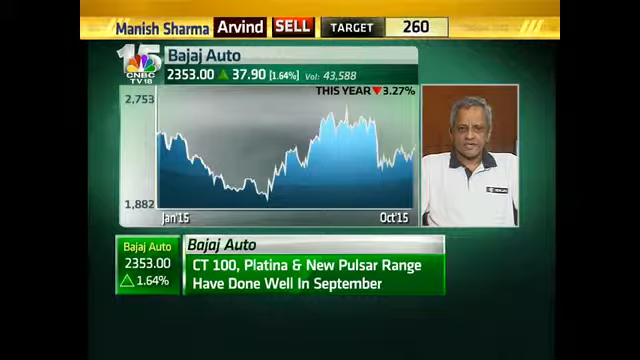 Manish Sharma Arvind SELL TARGET 260
15
CNBC
TV18
Bajaj Auto
2353.00 ▲ 37.90 [1.64%] Vol: 43,588
THIS YEAR ▼3.27%
2,753
1,882
Jan'15 Oct'15
Bajaj Auto
2353.00
△ 1.64%
Bajaj Auto
CT 100, Platina & New Pulsar Range
Have Done Well In September